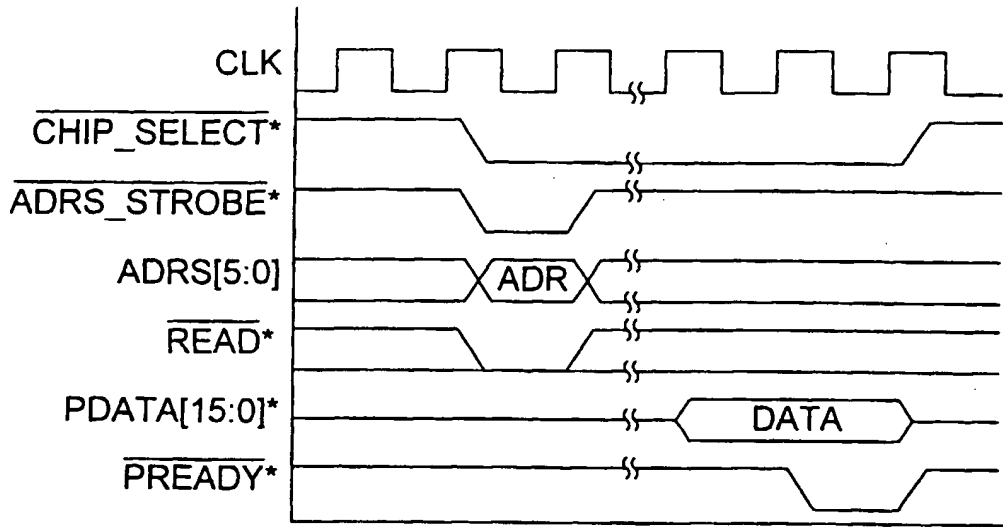 CLK
CHIP_SELECT*
ADRS_STROBE*
ADRS[5:0] ADR
READ*
PDATA[15:0]* DATA
PREADY*